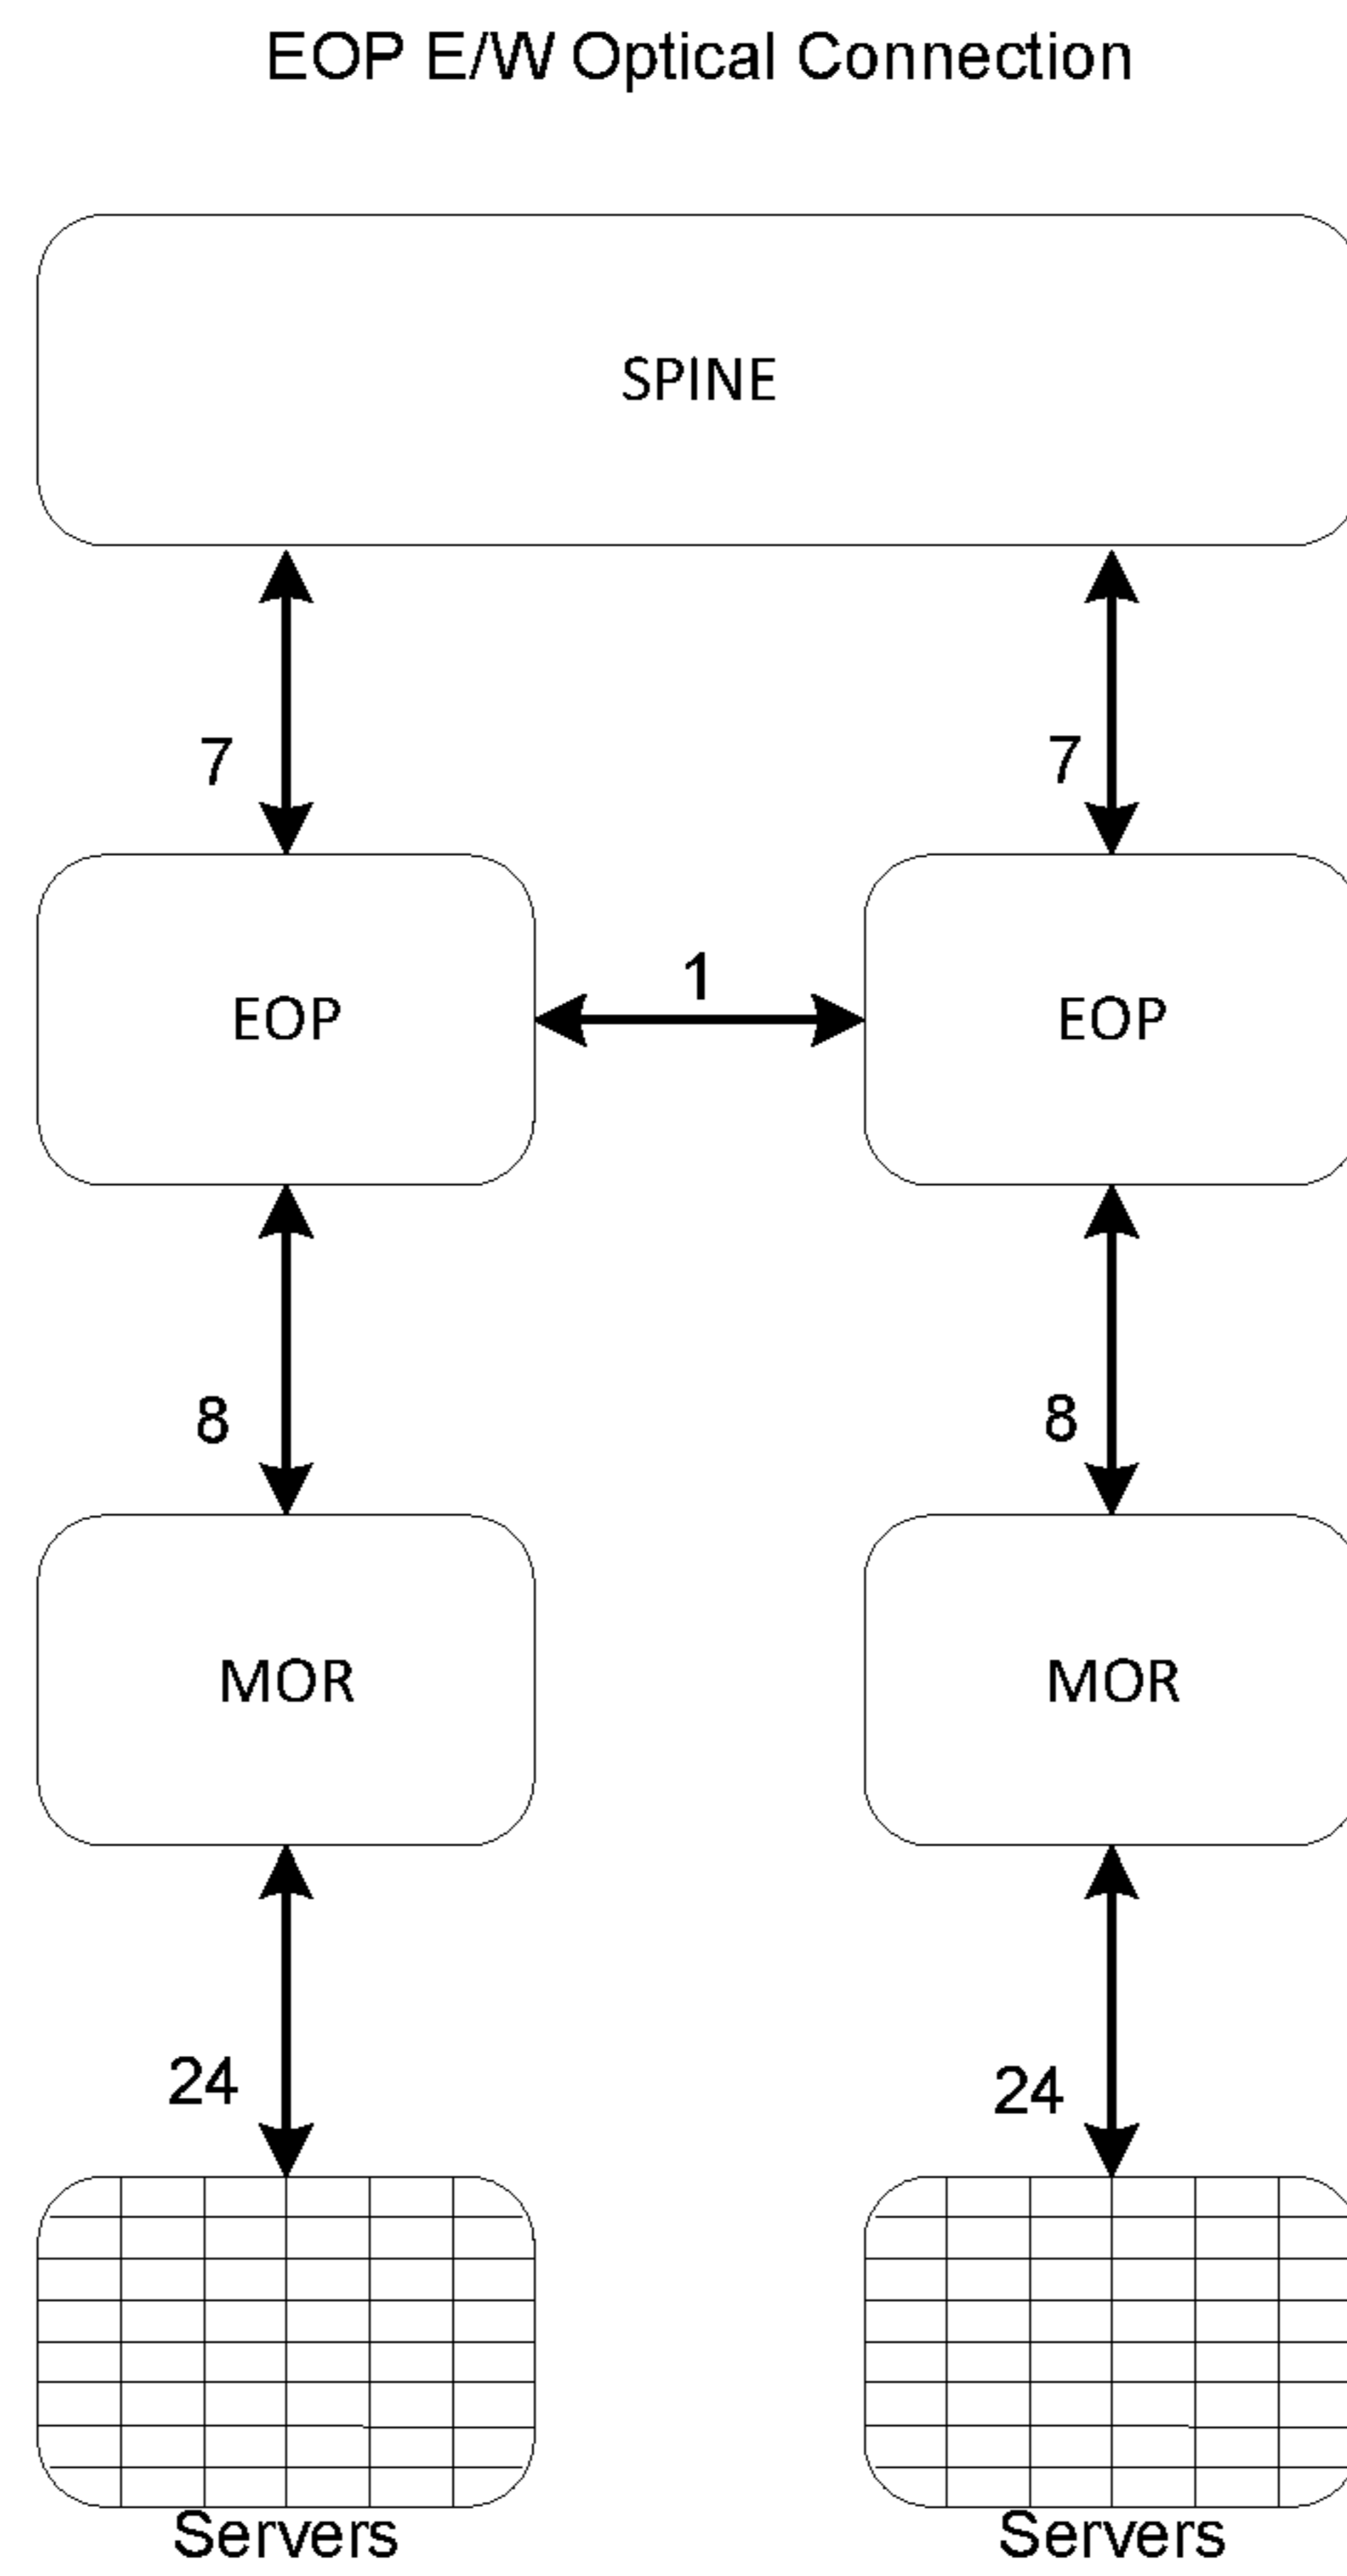 EOP E/W Optical Connection
SPINE
7
7
EOP
1
EOP
8
8
MOR
MOR
24
24
Servers
Servers